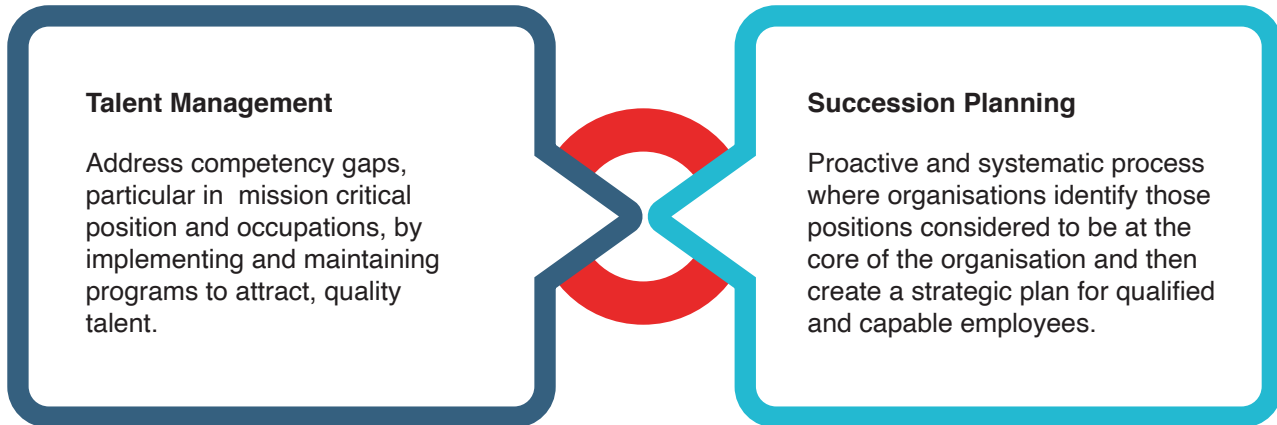 Talent Management
Address competency gaps,
particular in  mission critical
position and occupations, by
implementing and maintaining
programs to attract, quality
talent.
Succession Planning
Proactive and systematic process
where organisations identify those
positions considered to be at the
core of the organisation and then
create a strategic plan for qualified
and capable employees.